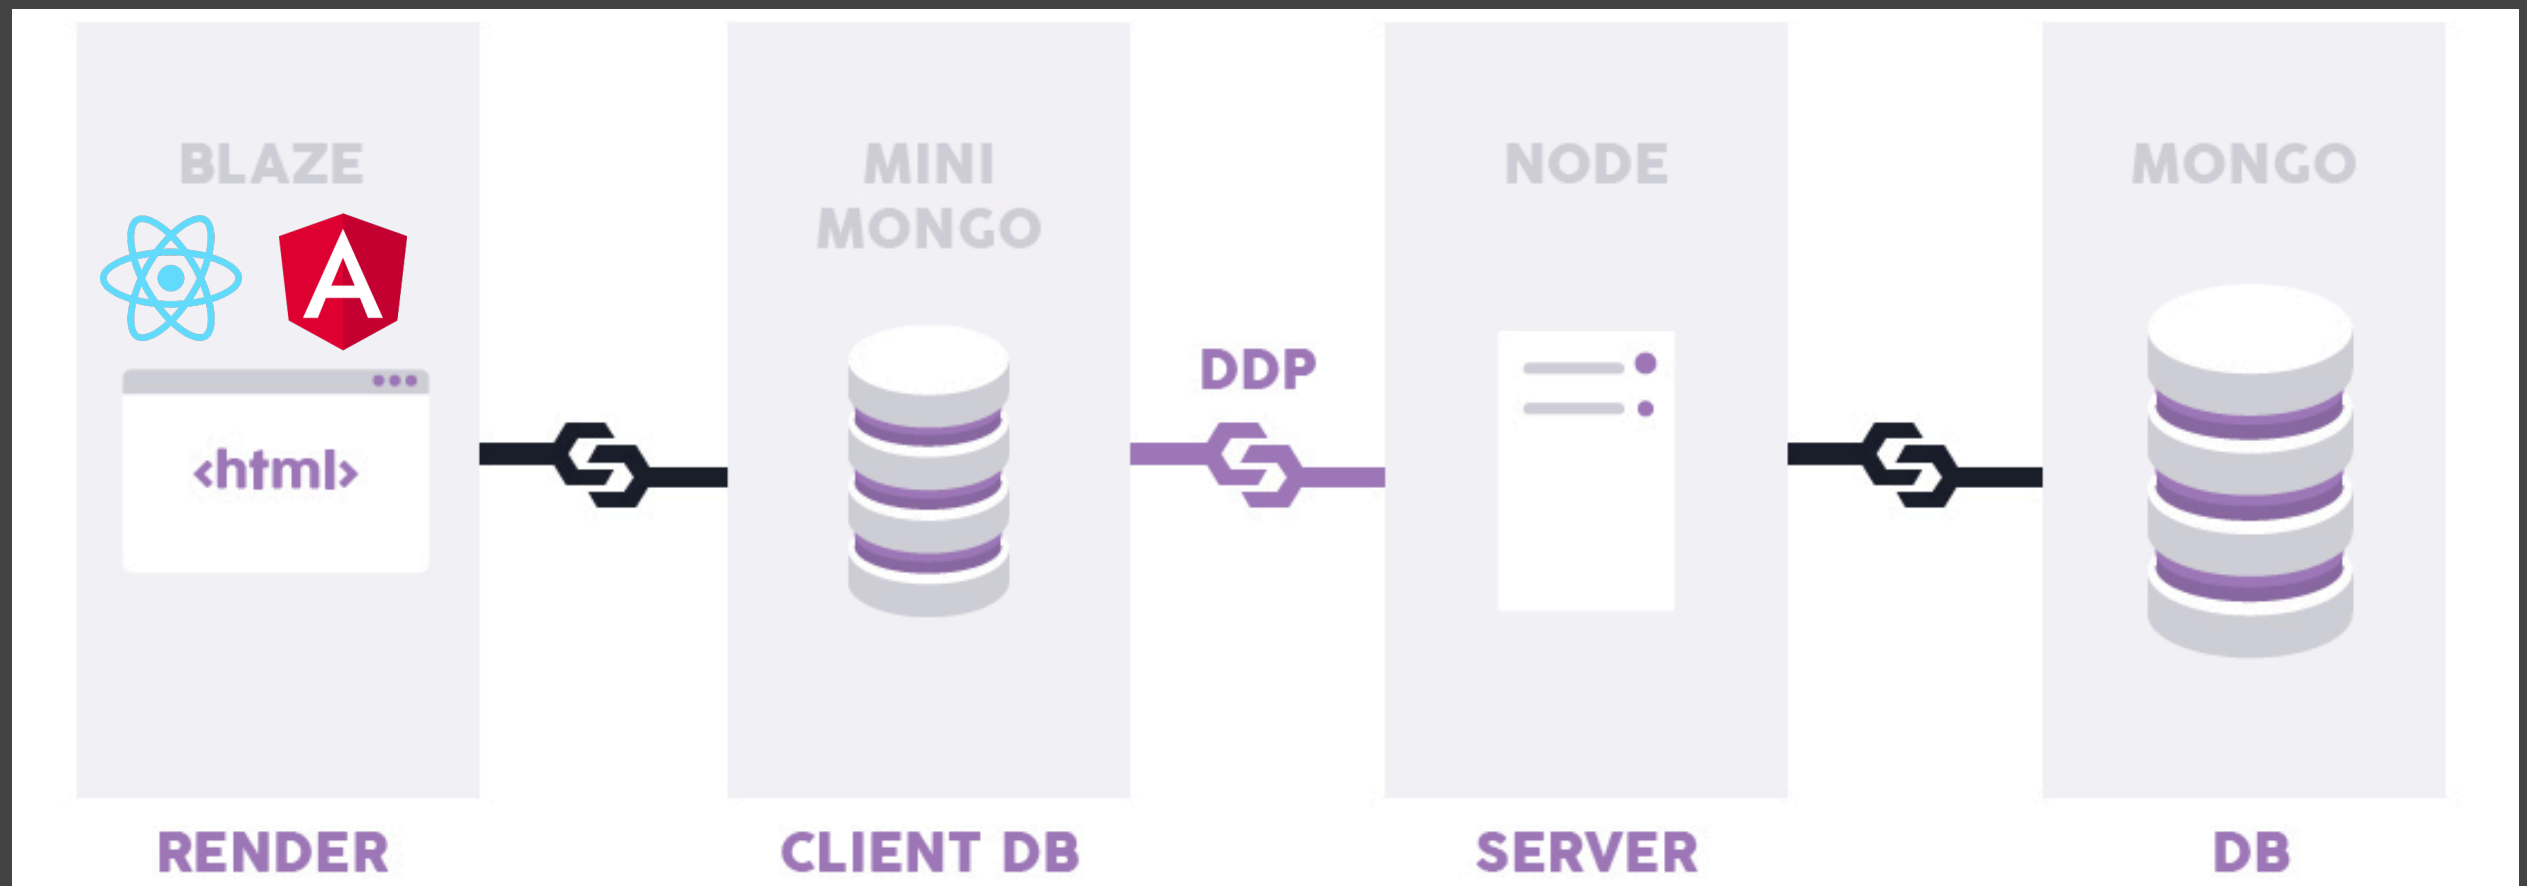 BLAZE
A
<html>
RENDER
MINI
MONGO
CLIENT DB
DDP
NODE
SERVER
MONGO
DB